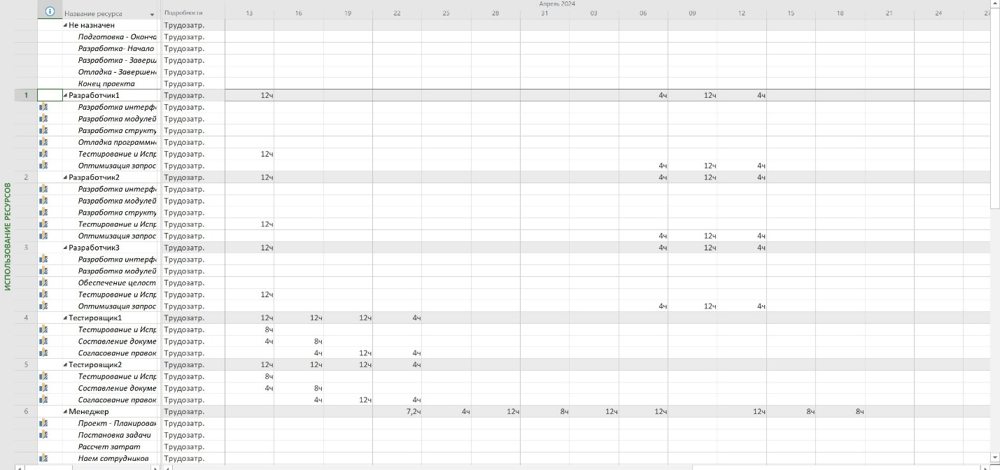 Апрель 2024
Название ресурса Подробности 13 16 19 22 25 28 31 03 06 09 12 15 18 21 24 27
Не назначен Трудозатр.
Подготовка - Оконча Трудозатр.
Разработка- Начало Трудозатр.
Разработка - Заверш Трудозатр.
Отладка - Завершен Трудозатр.
Конец проекта Трудозатр.
1 Разработчик1 Трудозатр. 12ч 4ч 12ч 4ч
Разработка интерф Трудозатр.
Разработка модулей Трудозатр.
Разработка структу Трудозатр.
Отладка программн Трудозатр.
Тестирование и Испр Трудозатр. 12ч
Оптимизация запрос Трудозатр. 4ч 12ч 4ч
2 Разработчик2 Трудозатр. 12ч 4ч 12ч 4ч
Разработка интерф Трудозатр.
Разработка модулей Трудозатр.
Разработка структу Трудозатр.
Тестирование и Испр Трудозатр. 12ч
Оптимизация запрос Трудозатр. 4ч 12ч 4ч
3 Разработчик3 Трудозатр. 12ч 4ч 12ч 4ч
Разработка интерф Трудозатр.
Разработка модулей Трудозатр.
Обеспечение целост Трудозатр.
Тестирование и Испр Трудозатр. 12ч
Оптимизация запрос Трудозатр. 4ч 12ч 4ч
4 Тестировщик1 Трудозатр. 12ч 12ч 12ч 4ч
Тестирование и Испр Трудозатр. 8ч
Составление докуме Трудозатр. 4ч 8ч
Согласование правок Трудозатр. 4ч 12ч 4ч
5 Тестировщик2 Трудозатр. 12ч 12ч 12ч 4ч
Тестирование и Испр Трудозатр. 8ч
Составление докуме Трудозатр. 4ч 8ч
Согласование правок Трудозатр. 4ч 12ч 4ч
6 Менеджер Трудозатр. 7,2ч 4ч 12ч 8ч 12ч 12ч 12ч 8ч 8ч
Проект - Планирован Трудозатр.
Постановка задачи Трудозатр.
Рассчет затрат Трудозатр.
Наем сотрудников Трудозатр.
ИСПОЛЬЗОВАНИЕ РЕСУРСОВ